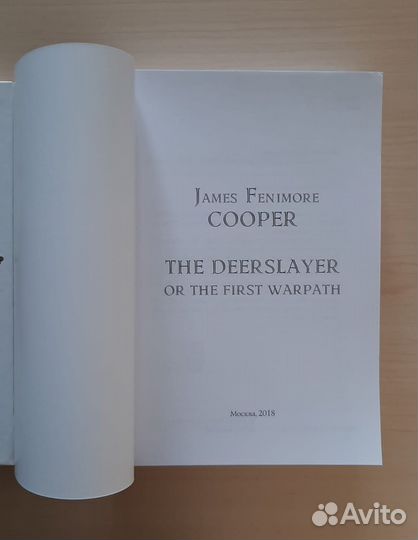 James Fenimore
COOPER
THE DEERSLAYER
OR THE FIRST WARPATH
Москва, 2018
Avito